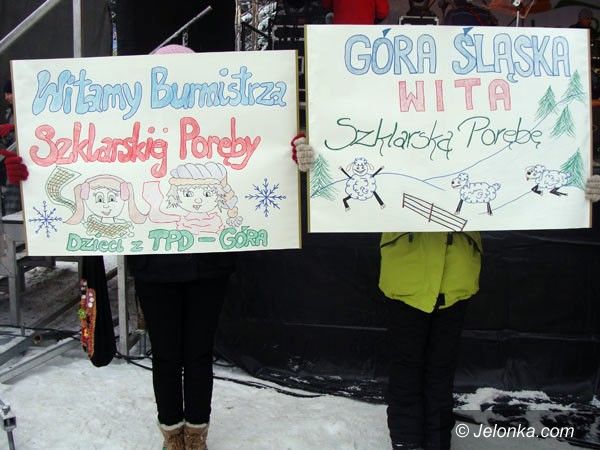 Witamy Burmistrza
Szklarskiej Poręby
Dzieci z TPD - GÓRA
GÓRA ŚLĄSKA
WITA
Szklarską Porębę
© Jelonka.com